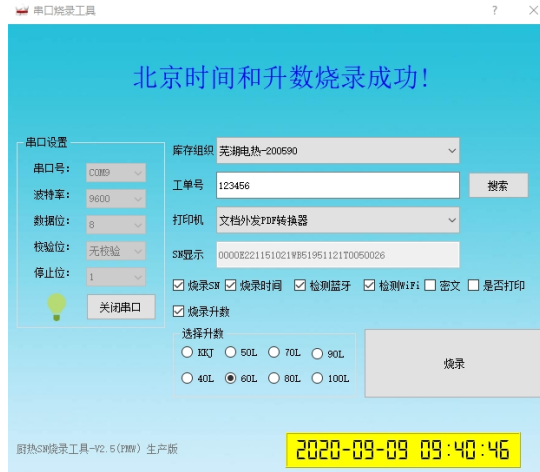 串口烧录工具
? ×
北京时间和升数烧录成功!
串口设置
串口号: COM9
波特率: 9600
数据位: 8
校验位: 无校验
停止位: 1
关闭串口
库存组织 芜湖电热-200590
工单号 123456 搜索
打印机 文档外发PDF转换器
SN显示 0000E221151021WB51951121T0050026
烧录SN 烧录时间 检测蓝牙 检测WiFi 密文 是否打印
烧录升数
选择升数
KKJ 50L 70L 90L
40L 60L 80L 100L
烧录
厨热SN烧录工具-V2.5(PMW) 生产版
2020-09-09 09:40:46